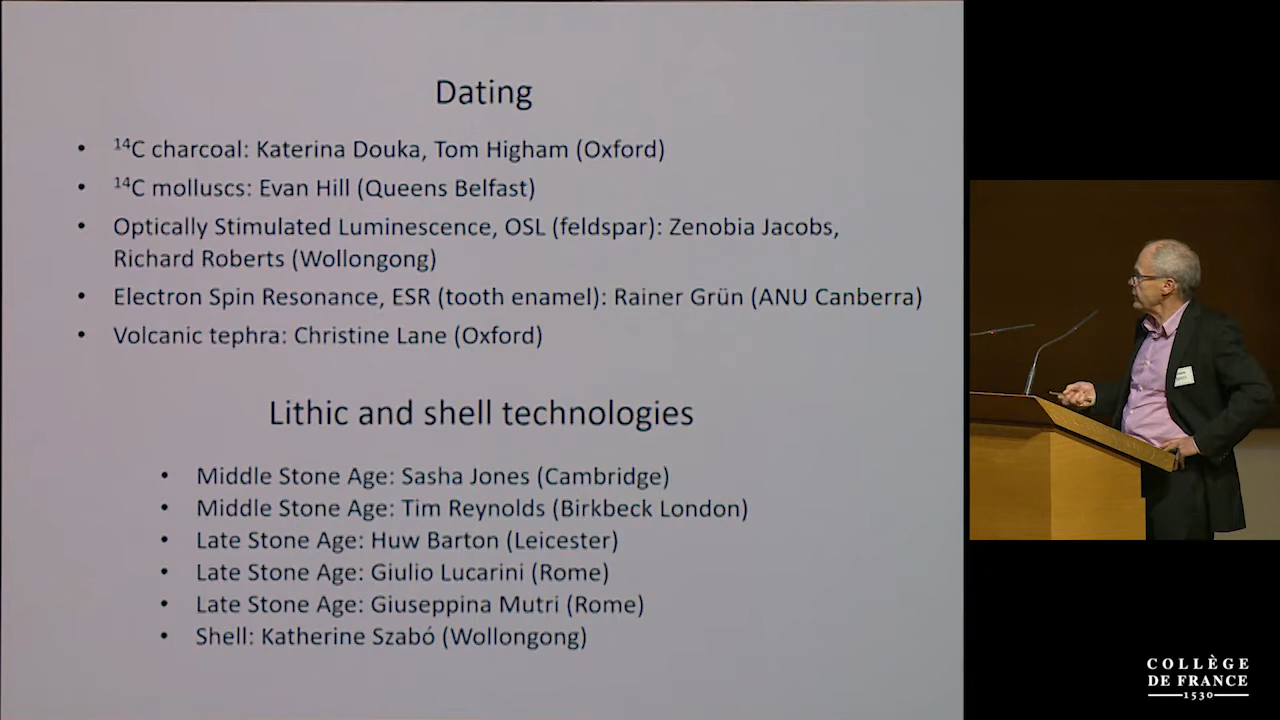 Dating
• ¹⁴C charcoal: Katerina Douka, Tom Higham (Oxford)
• ¹⁴C molluscs: Evan Hill (Queens Belfast)
• Optically Stimulated Luminescence, OSL (feldspar): Zenobia Jacobs,
Richard Roberts (Wollongong)
• Electron Spin Resonance, ESR (tooth enamel): Rainer Grün (ANU Canberra)
• Volcanic tephra: Christine Lane (Oxford)
Lithic and shell technologies
• Middle Stone Age: Sasha Jones (Cambridge)
• Middle Stone Age: Tim Reynolds (Birkbeck London)
• Late Stone Age: Huw Barton (Leicester)
• Late Stone Age: Giulio Lucarini (Rome)
• Late Stone Age: Giuseppina Mutri (Rome)
• Shell: Katherine Szabó (Wollongong)
COLLÈGE
DE FRANCE
1530